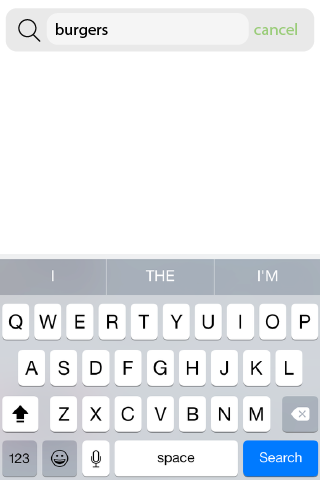 burgers cancel
I THE I'M
Q W E R T Y U I O P
A S D F G H J K L
Z X C V B N M
123 space Search